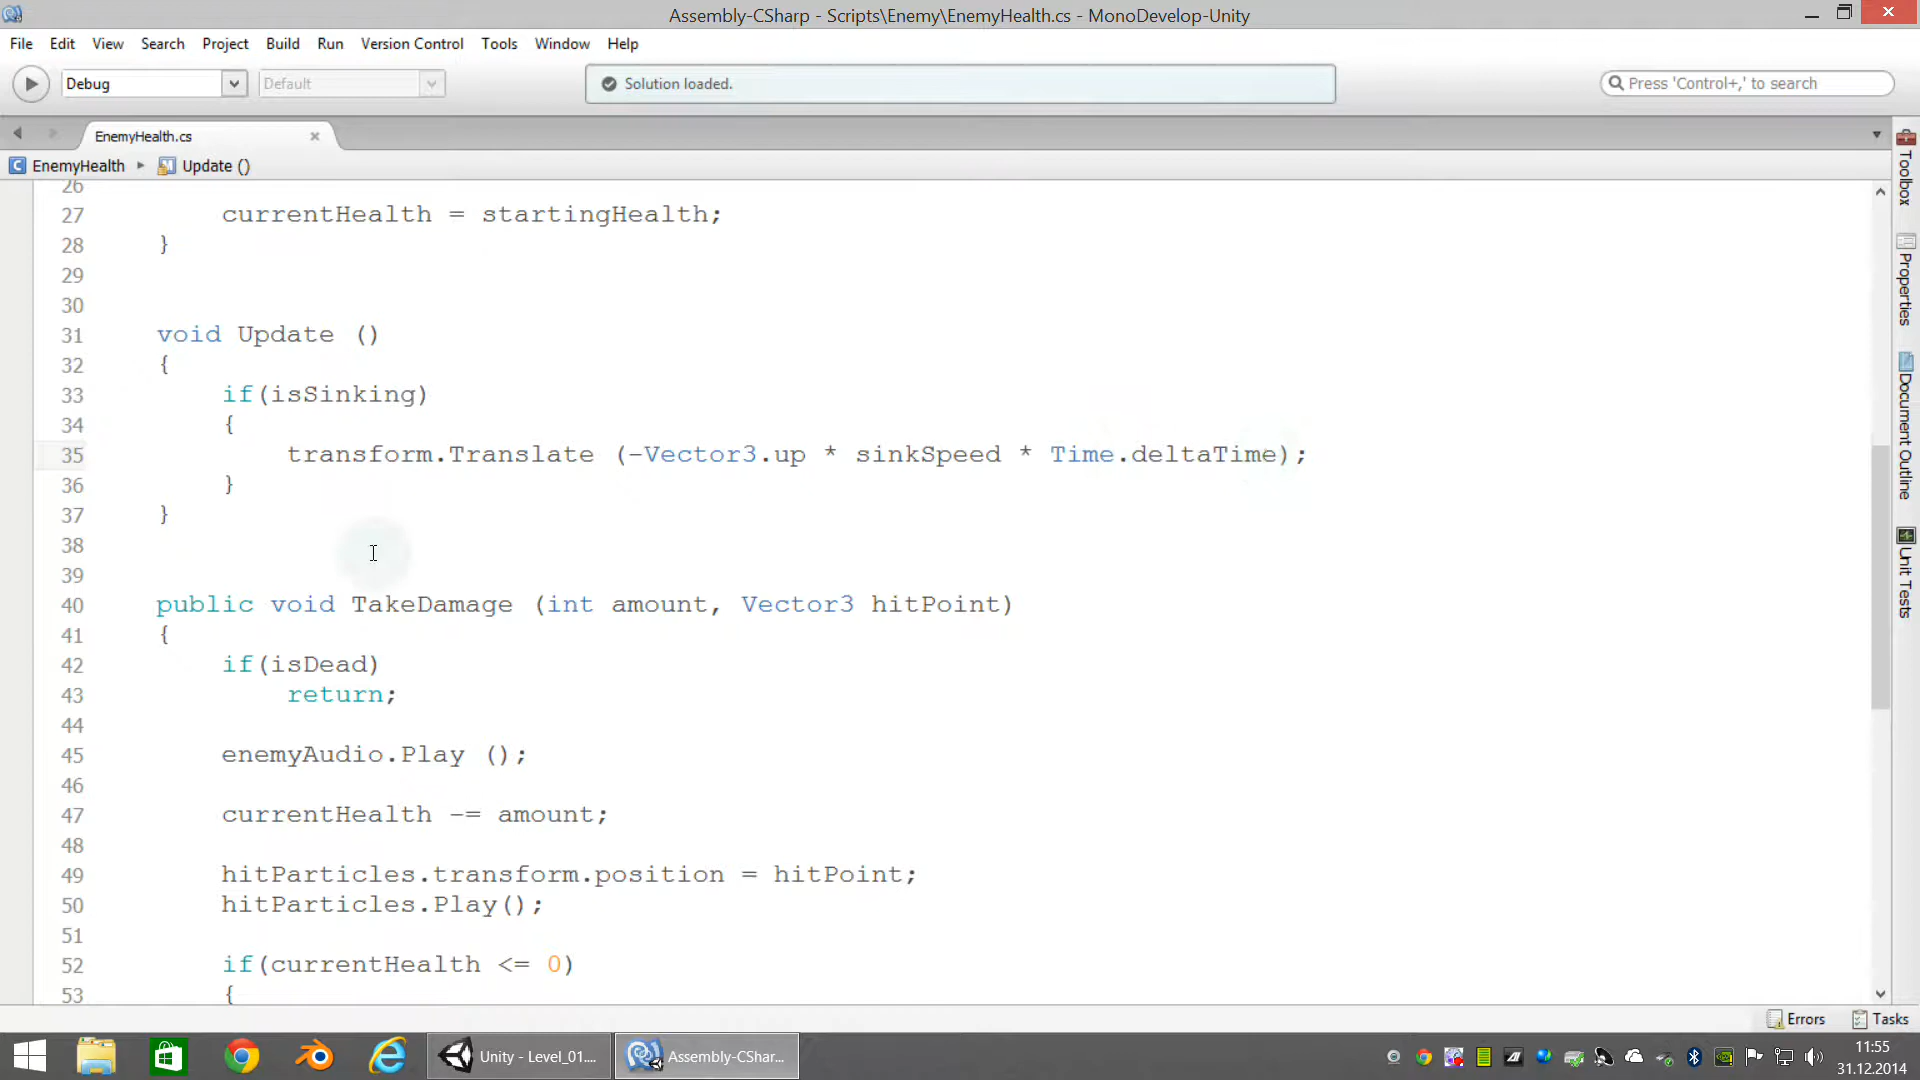 Assembly-CSharp - Scripts\Enemy\EnemyHealth.cs - MonoDevelop-Unity
File Edit View Search Project Build Run Version Control Tools Window Help
Debug Default Solution loaded. Press 'Control+,' to search
EnemyHealth.cs
EnemyHealth Update ()
26
27 currentHealth = startingHealth;
28 }
29
30
31 void Update ()
32 {
33 if(isSinking)
34 {
35 transform.Translate (-Vector3.up * sinkSpeed * Time.deltaTime);
36 }
37 }
38
39
40 public void TakeDamage (int amount, Vector3 hitPoint)
41 {
42 if(isDead)
43 return;
44
45 enemyAudio.Play ();
46
47 currentHealth -= amount;
48
49 hitParticles.transform.position = hitPoint;
50 hitParticles.Play();
51
52 if(currentHealth <= 0)
53 {
Toolbox
Properties
Document Outline
Unit Tests
Errors Tasks
Unity - Level_01.... Assembly-CShar...
11:55
31.12.2014